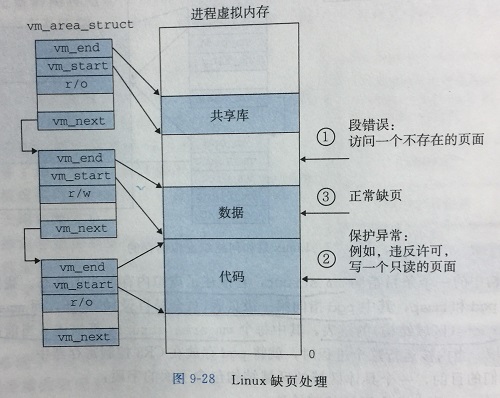 进程虚拟内存
vm_area_struct
vm_end
vm_start
r/o
vm_next
共享库
① 段错误：
访问一个不存在的页面
vm_end
vm_start
r/w
vm_next
数据
③ 正常缺页
② 保护异常：
例如，违反许可，
写一个只读的页面
vm_end
vm_start
r/o
vm_next
代码
0
图 9-28 Linux 缺页处理